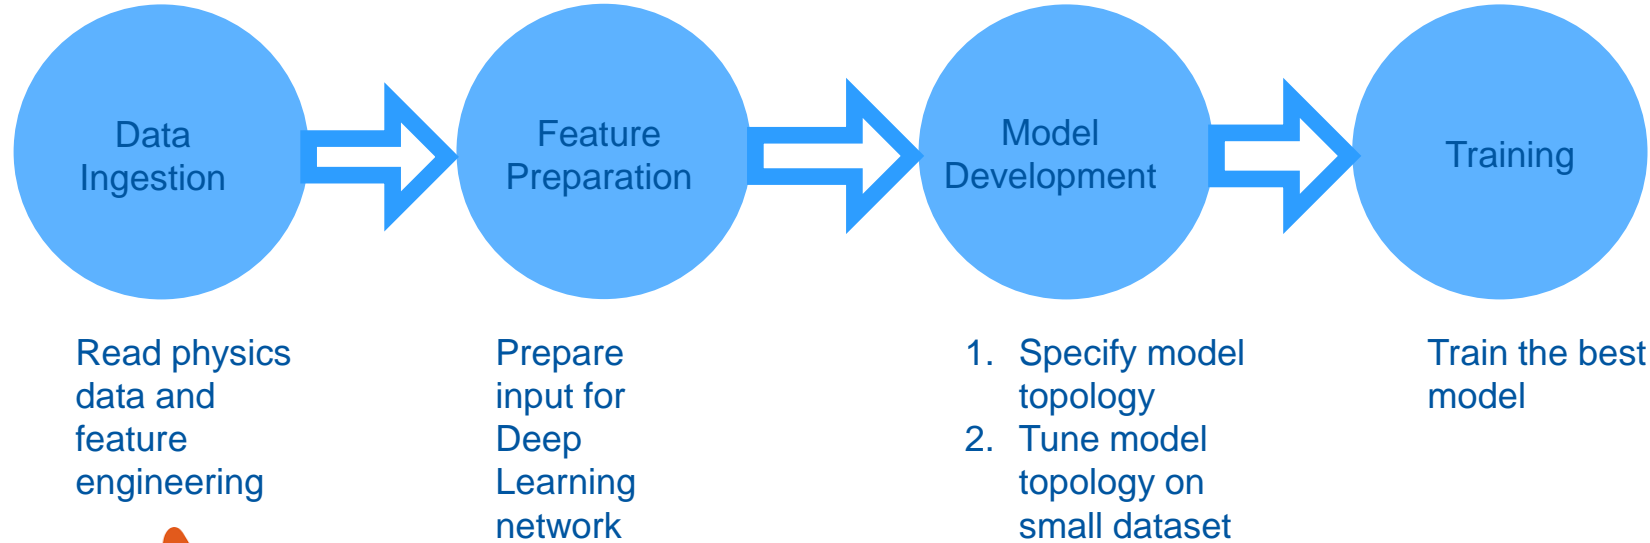 Data
Ingestion
Feature
Preparation
Model
Development
Training
Read physics
data and
feature
engineering
Prepare
input for
Deep
Learning
network
1. Specify model
topology
2. Tune model
topology on
small dataset
Train the best
model